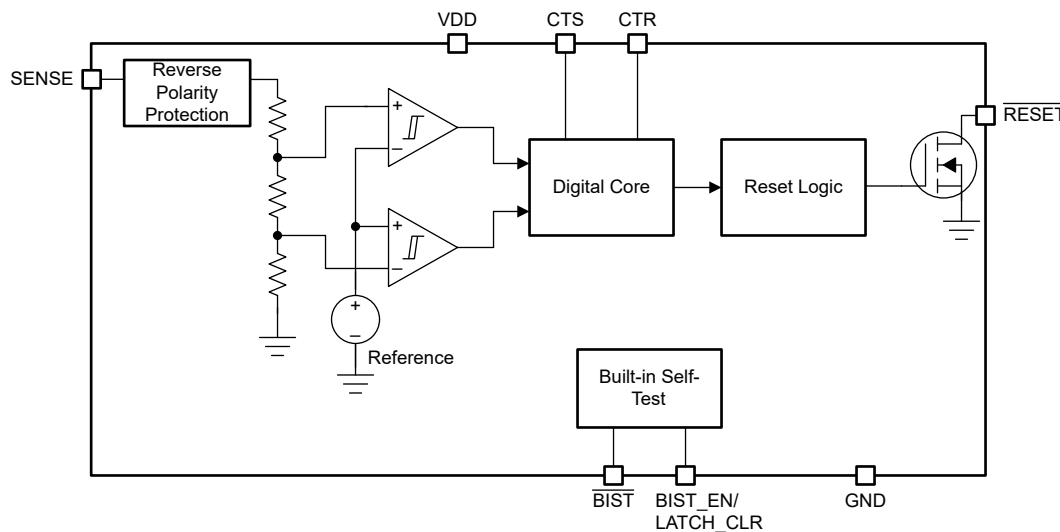 VDD CTS CTR
SENSE
Reverse
Polarity
Protection
RESET
+
−
Digital Core
Reset Logic
+
−
+
−
Reference
Built-in Self-
Test
BIST
BIST_EN/
LATCH_CLR
GND